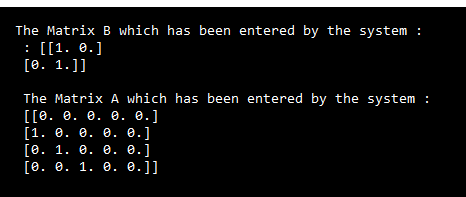 The Matrix B which has been entered by the system :
: [[1. 0.]
[0. 1.]]
The Matrix A which has been entered by the system :
[[0. 0. 0. 0. 0.]
[1. 0. 0. 0. 0.]
[0. 1. 0. 0. 0.]
[0. 0. 1. 0. 0.]]